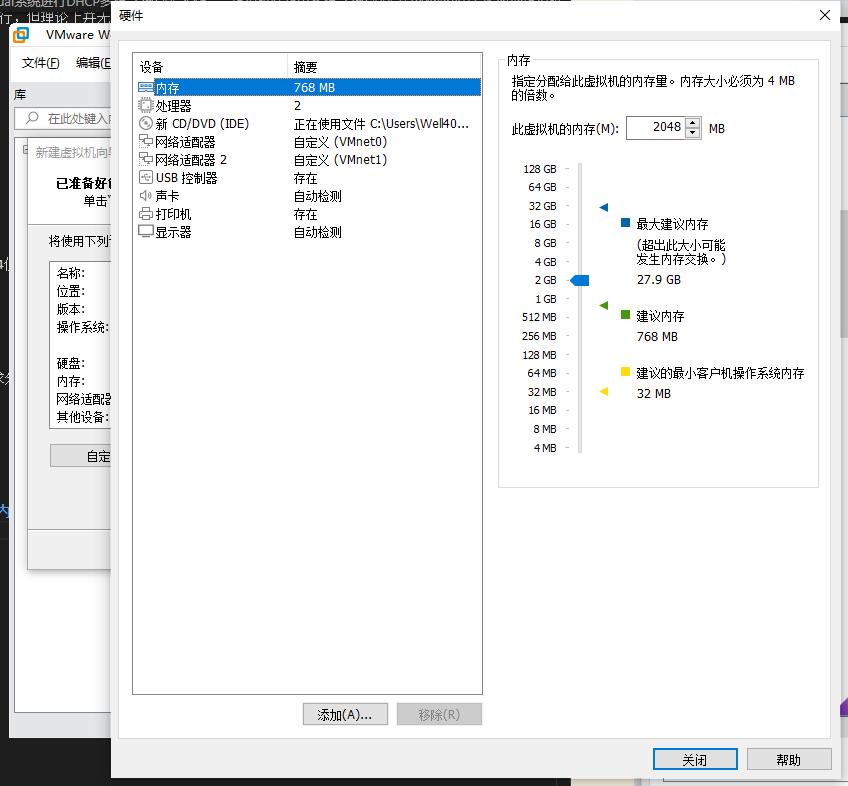 硬件
VMware W
文件(F) 编辑(E
库
在此处键入
新建虚拟机向导
已准备好
单击"
将使用下列
名称:
位置:
版本:
操作系统:
硬盘:
内存:
网络适配器
其他设备:
自定
设备 摘要
内存 768 MB
处理器 2
新 CD/DVD (IDE) 正在使用文件 C:\Users\Well40...
网络适配器 自定义 (VMnet0)
网络适配器 2 自定义 (VMnet1)
USB 控制器 存在
声卡 自动检测
打印机 存在
显示器 自动检测
添加(A)... 移除(R)
内存
指定分配给此虚拟机的内存量。内存大小必须为 4 MB
的倍数。
此虚拟机的内存(M): 2048 MB
128 GB
64 GB
32 GB
16 GB
8 GB
4 GB
2 GB
1 GB
512 MB
256 MB
128 MB
64 MB
32 MB
16 MB
8 MB
4 MB
最大建议内存
(超出此大小可能
发生内存交换。)
27.9 GB
建议内存
768 MB
建议的最小客户机操作系统内存
32 MB
关闭 帮助